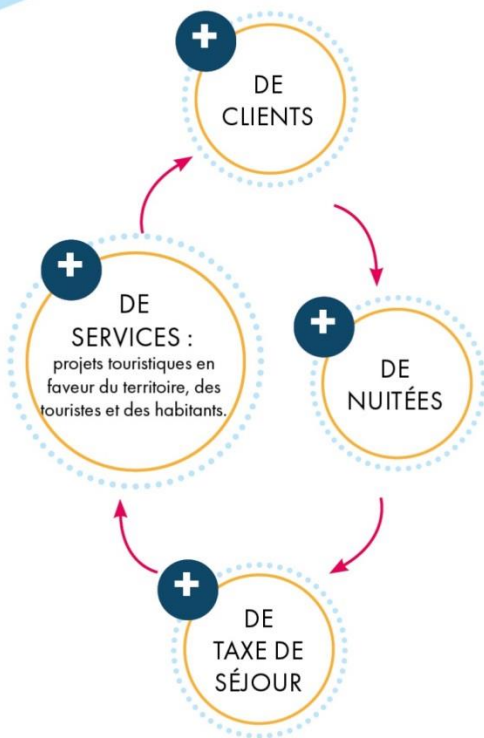 +
DE
CLIENTS
+
DE
NUITÉES
+
DE
TAXE DE
SÉJOUR
+
DE
SERVICES :
projets touristiques en
faveur du territoire, des
touristes et des habitants.